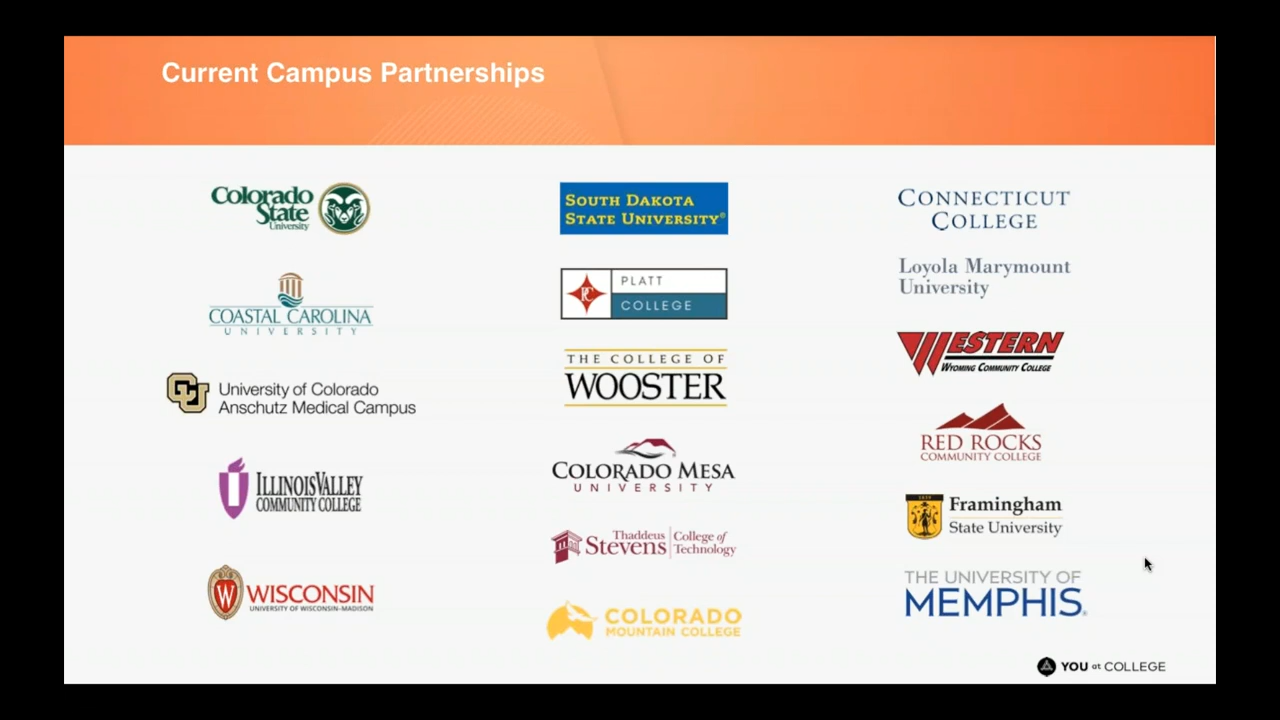 Current Campus Partnerships
Colorado
State
University
COASTAL CAROLINA
UNIVERSITY
CU
University of Colorado
Anschutz Medical Campus
ILLINOIS VALLEY
COMMUNITY COLLEGE
W
WISCONSIN
UNIVERSITY OF WISCONSIN–MADISON
SOUTH DAKOTA
STATE UNIVERSITY®
PC
PLATT
COLLEGE
THE COLLEGE OF
WOOSTER
COLORADO MESA
UNIVERSITY
Thaddeus
Stevens
College of
Technology
COLORADO
MOUNTAIN COLLEGE
CONNECTICUT
COLLEGE
Loyola Marymount
University
WESTERN
WYOMING COMMUNITY COLLEGE
RED ROCKS
COMMUNITY COLLEGE
1839
Framingham
State University
THE UNIVERSITY OF
MEMPHIS®
YOU at COLLEGE